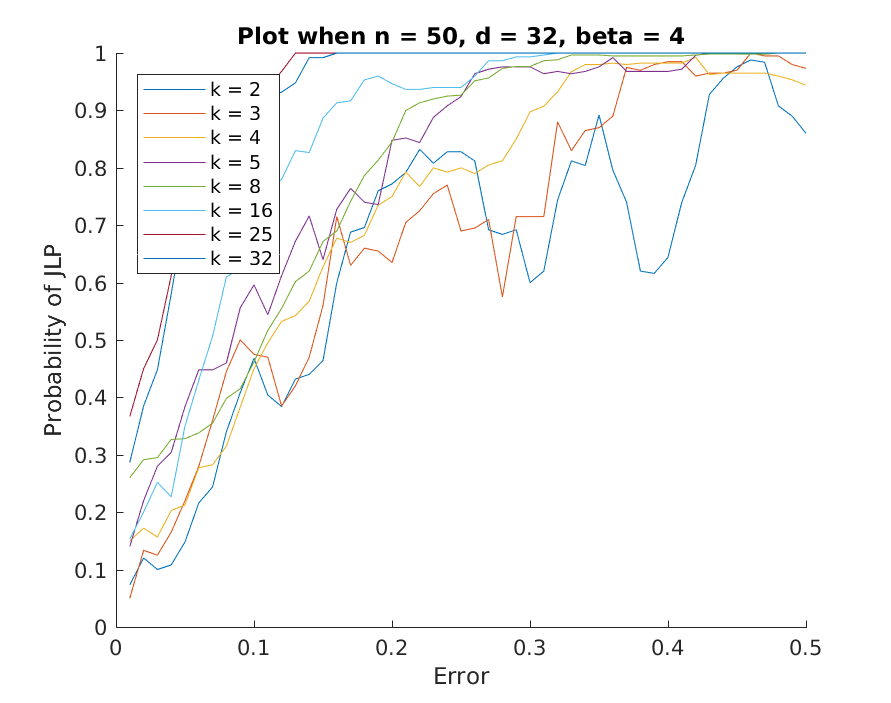 Plot when n = 50, d = 32, beta = 4
1
0.9
0.8
0.7
0.6
0.5
0.4
0.3
0.2
0.1
0
Probability of JLP
k = 2
k = 3
k = 4
k = 5
k = 8
k = 16
k = 25
k = 32
0
0.1
0.2
0.3
0.4
0.5
Error